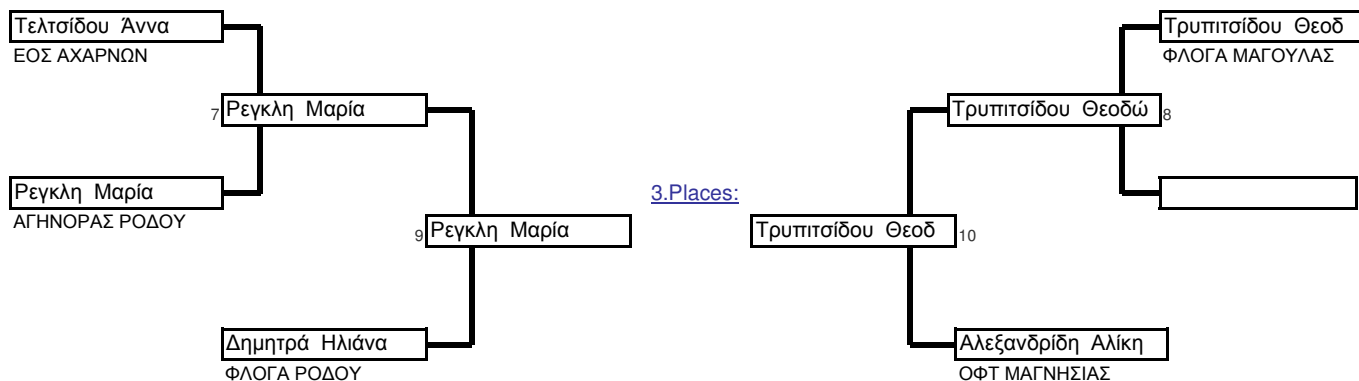 Τελτσίδου Άννα
ΕΟΣ ΑΧΑΡΝΩΝ
7 Ρεγκλη Μαρία
Ρεγκλη Μαρία
ΑΓΗΝΟΡΑΣ ΡΟΔΟΥ
9 Ρεγκλη Μαρία
Δημητρά Ηλιάνα
ΦΛΟΓΑ ΡΟΔΟΥ
3.Places:
Τρυπιτσίδου Θεοδ
ΦΛΟΓΑ ΜΑΓΟΥΛΑΣ
Τρυπιτσίδου Θεοδώ 8
Τρυπιτσίδου Θεοδ 10
Αλεξανδρίδη Αλίκη
ΟΦΤ ΜΑΓΝΗΣΙΑΣ